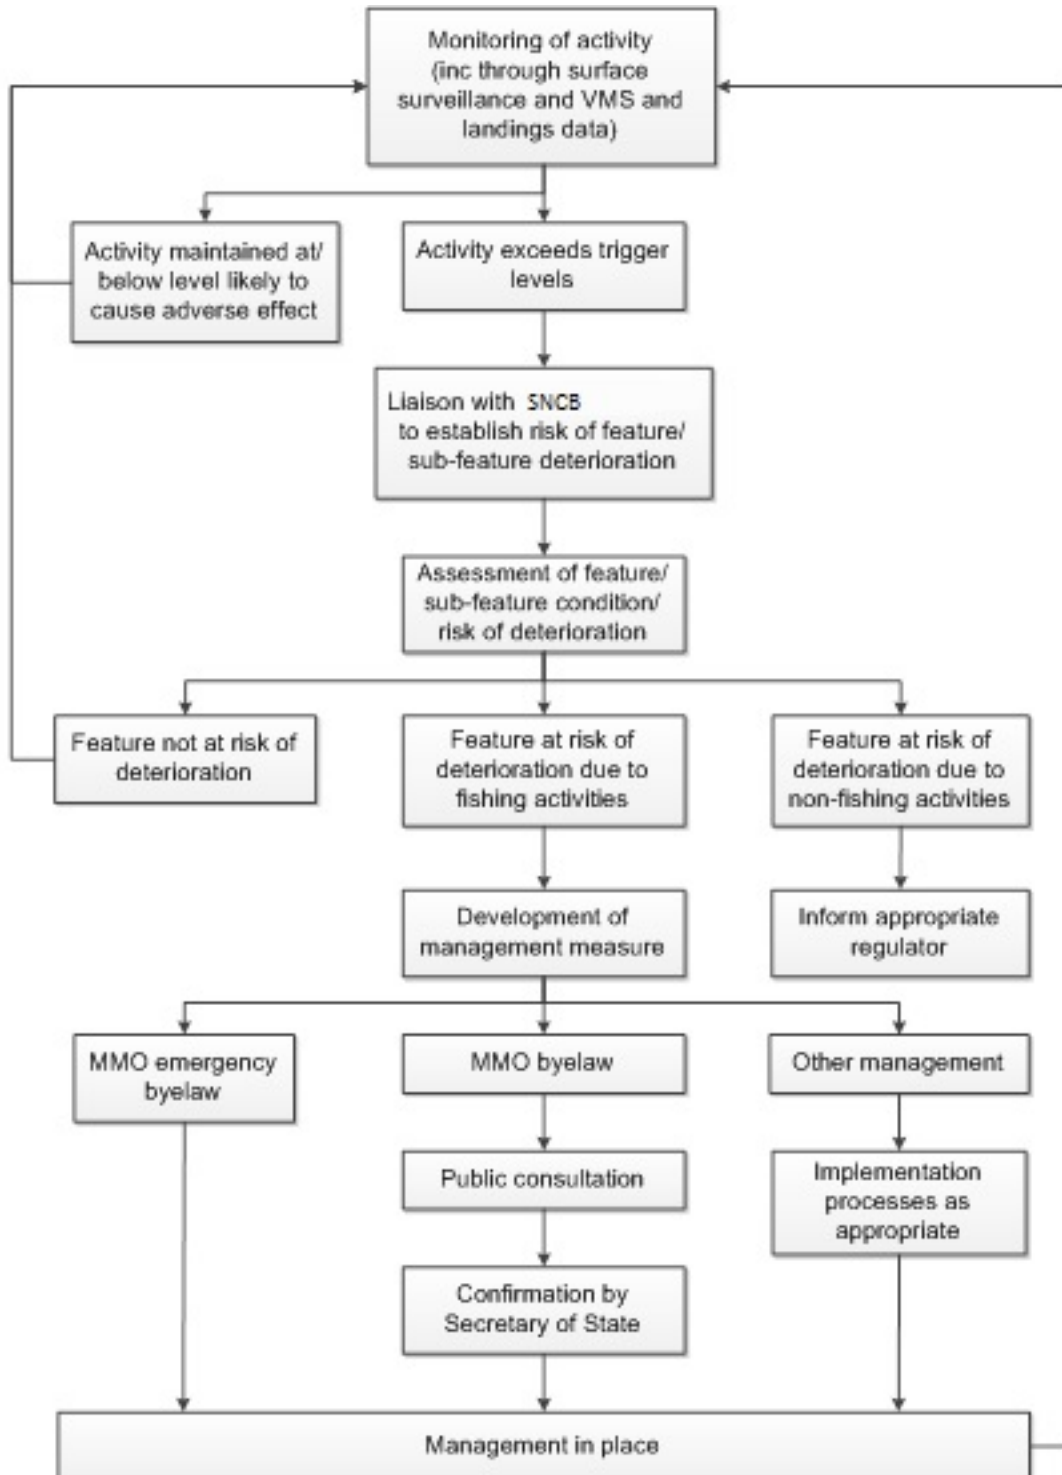 Monitoring of activity
(inc through surface
surveillance and VMS and
landings data)
Activity maintained at/
below level likely to
cause adverse effect
Activity exceeds trigger
levels
Liaison with SNCB
to establish risk of feature/
sub-feature deterioration
Assessment of feature/
sub-feature condition/
risk of deterioration
Feature not at risk of
deterioration
Feature at risk of
deterioration due to
fishing activities
Feature at risk of
deterioration due to
non-fishing activities
Development of
management measure
Inform appropriate
regulator
MMO emergency
byelaw
MMO byelaw
Other management
Public consultation
Implementation
processes as
appropriate
Confirmation by
Secretary of State
Management in place